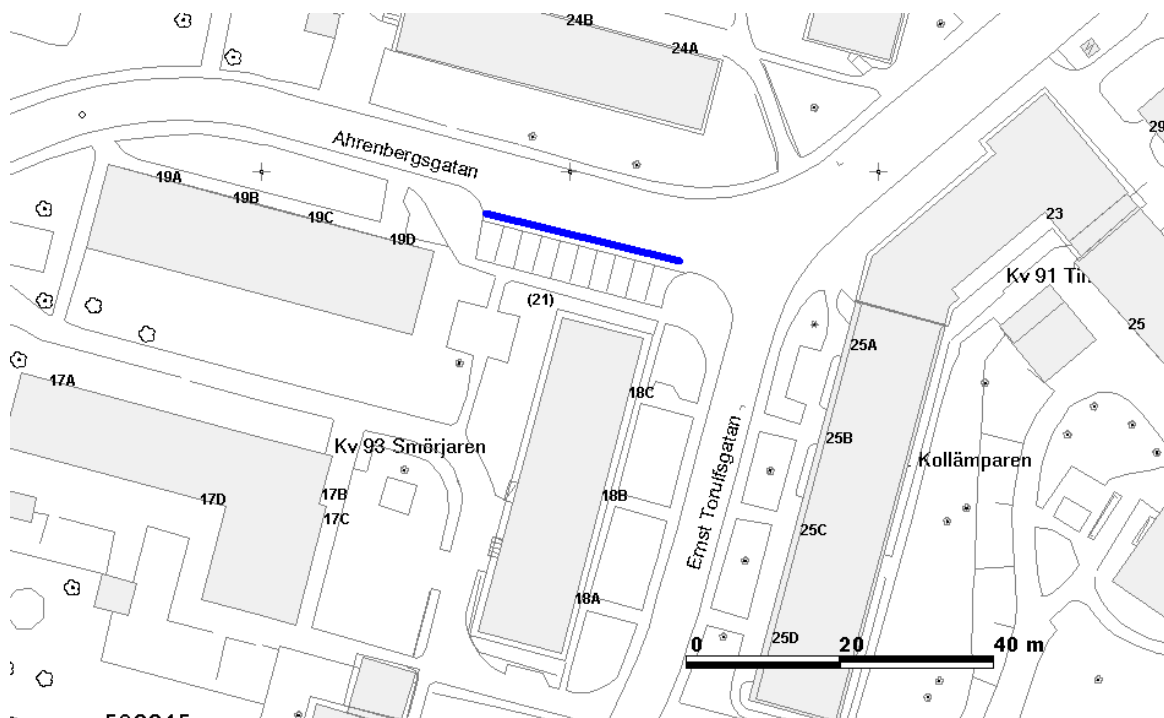 24B
24A
29
Ahrenbergsgatan
19A
19B
19C
19D
23
Kv 91
25
(21)
25A
17A
18C
25B
Kv 93 Smörjaren
Kollämparen
17D
17B
17C
18B
Ernst Torulfsgatan
25C
18A
25D
0 20 40 m